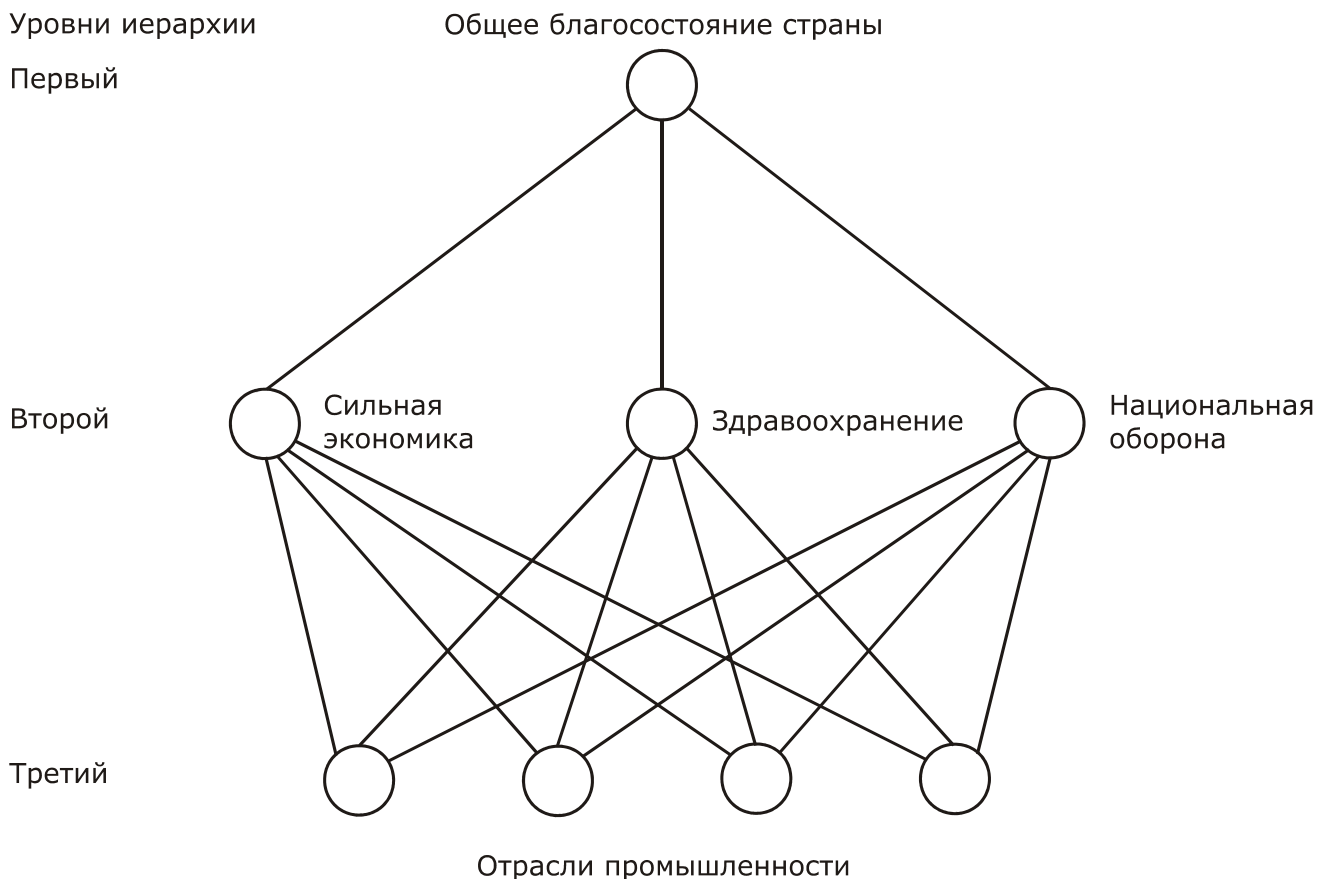 Уровни иерархии
Общее благосостояние страны
Первый
Второй
Сильная
экономика
Здравоохранение
Национальная
оборона
Третий
Отрасли промышленности